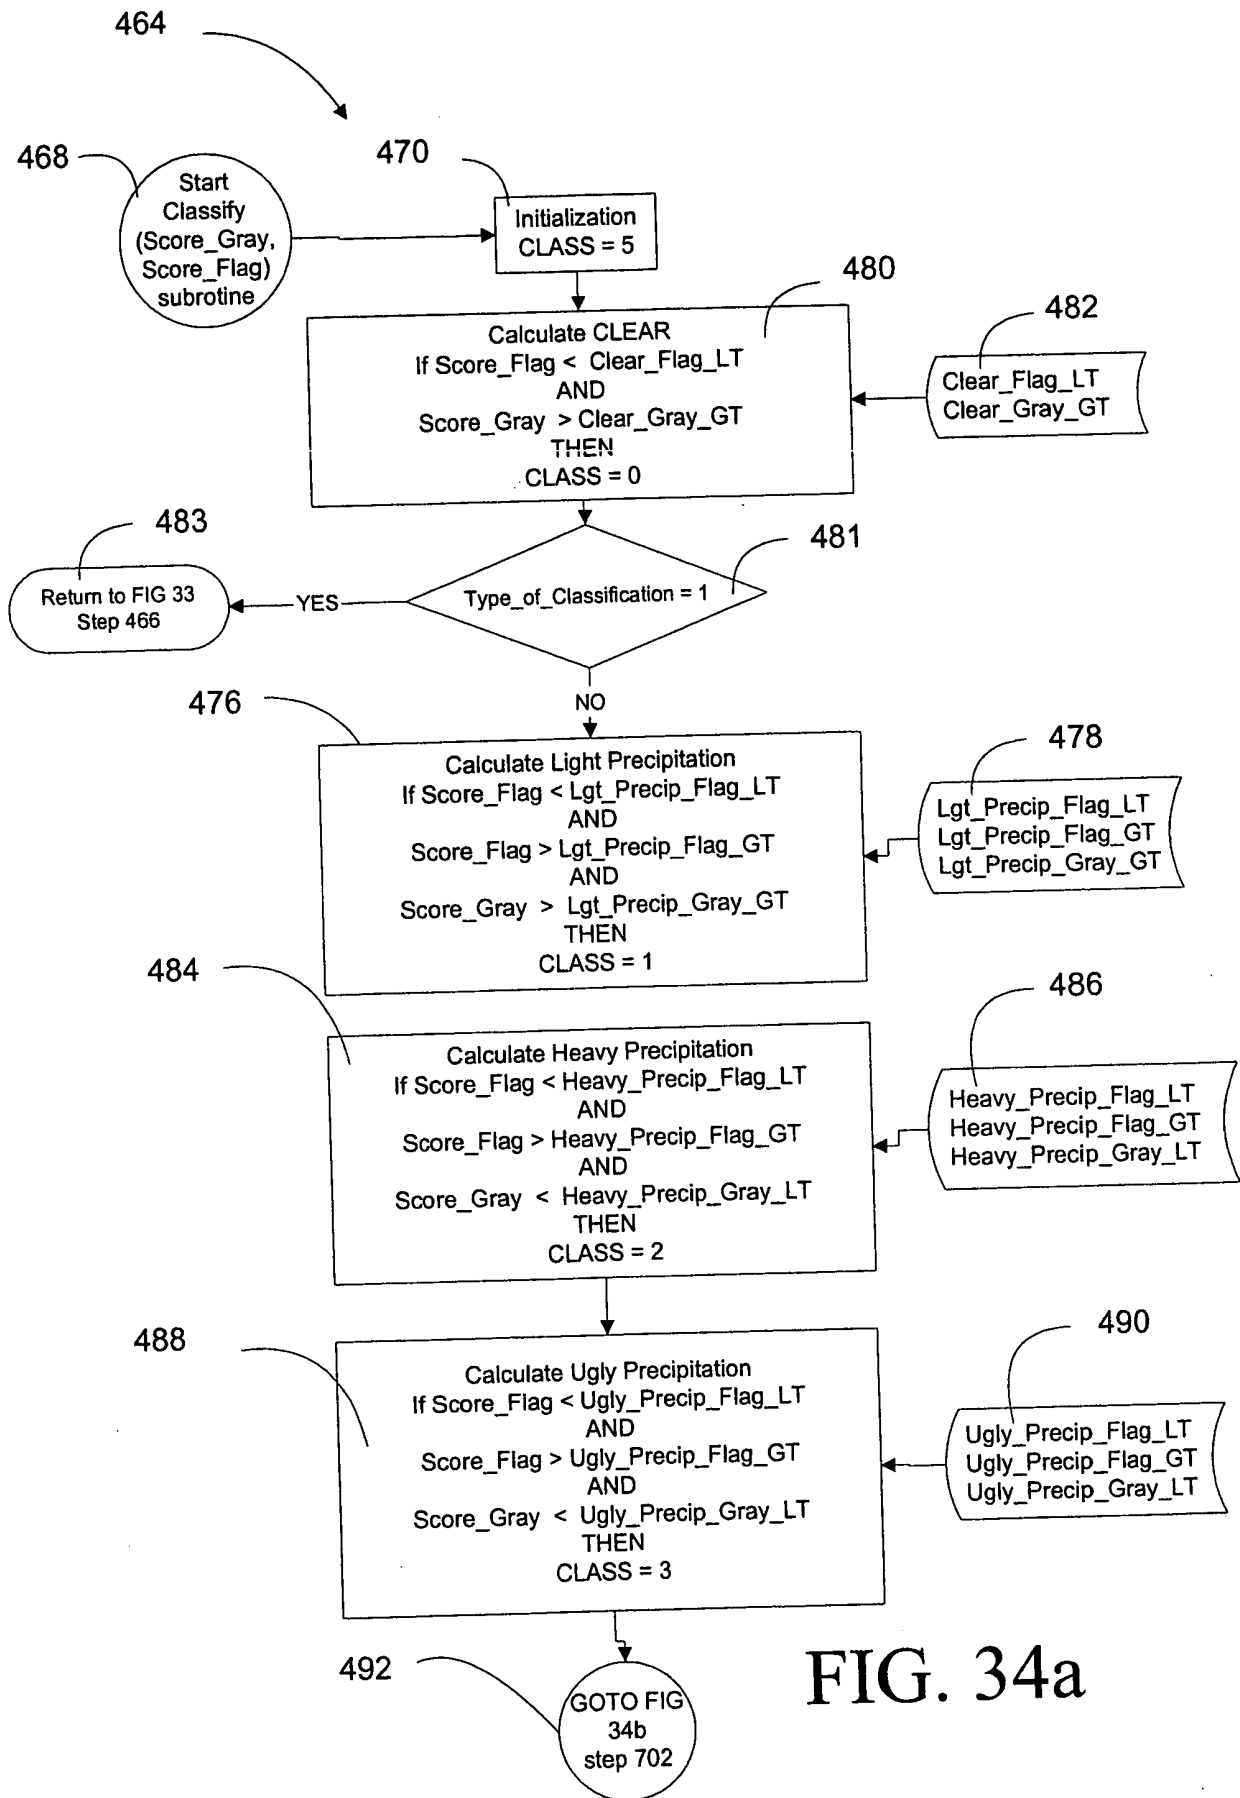 464
468
Start
Classify
(Score_Gray,
Score_Flag)
subrotine
470
Initialization
CLASS = 5
480
Calculate CLEAR
If Score_Flag < Clear_Flag_LT
AND
Score_Gray > Clear_Gray_GT
THEN
CLASS = 0
482
Clear_Flag_LT
Clear_Gray_GT
483
Return to FIG 33
Step 466
YES
481
Type_of_Classification = 1
NO
476
Calculate Light Precipitation
If Score_Flag < Lgt_Precip_Flag_LT
AND
Score_Flag > Lgt_Precip_Flag_GT
AND
Score_Gray > Lgt_Precip_Gray_GT
THEN
CLASS = 1
478
Lgt_Precip_Flag_LT
Lgt_Precip_Flag_GT
Lgt_Precip_Gray_GT
484
Calculate Heavy Precipitation
If Score_Flag < Heavy_Precip_Flag_LT
AND
Score_Flag > Heavy_Precip_Flag_GT
AND
Score_Gray < Heavy_Precip_Gray_LT
THEN
CLASS = 2
486
Heavy_Precip_Flag_LT
Heavy_Precip_Flag_GT
Heavy_Precip_Gray_LT
488
Calculate Ugly Precipitation
If Score_Flag < Ugly_Precip_Flag_LT
AND
Score_Flag > Ugly_Precip_Flag_GT
AND
Score_Gray < Ugly_Precip_Gray_LT
THEN
CLASS = 3
490
Ugly_Precip_Flag_LT
Ugly_Precip_Flag_GT
Ugly_Precip_Gray_LT
492
GOTO FIG
34b
step 702
FIG. 34a